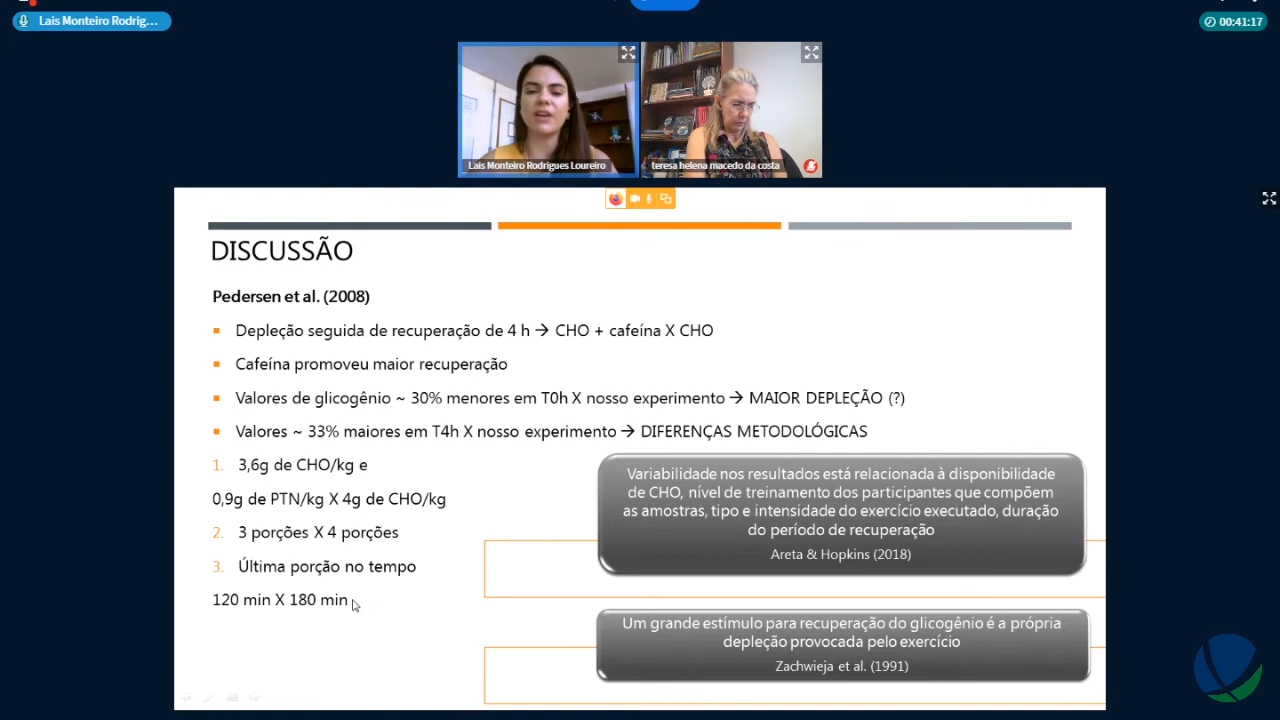 Lais Monteiro Rodrig...
00:41:17
Lais Monteiro Rodrigues Loureiro
teresa helena macedo da costa
DISCUSSÃO
Pedersen et al. (2008)
Depleção seguida de recuperação de 4 h → CHO + cafeína X CHO
Cafeína promoveu maior recuperação
Valores de glicogênio ~ 30% menores em T0h X nosso experimento → MAIOR DEPLEÇÃO (?)
Valores ~ 33% maiores em T4h X nosso experimento → DIFERENÇAS METODOLÓGICAS
1. 3,6g de CHO/kg e
0,9g de PTN/kg X 4g de CHO/kg
2. 3 porções X 4 porções
3. Última porção no tempo
120 min X 180 min
Variabilidade nos resultados está relacionada à disponibilidade
de CHO, nível de treinamento dos participantes que compõem
as amostras, tipo e intensidade do exercício executado, duração
do período de recuperação
Areta & Hopkins (2018)
Um grande estímulo para recuperação do glicogênio é a própria
depleção provocada pelo exercício
Zachwieja et al. (1991)